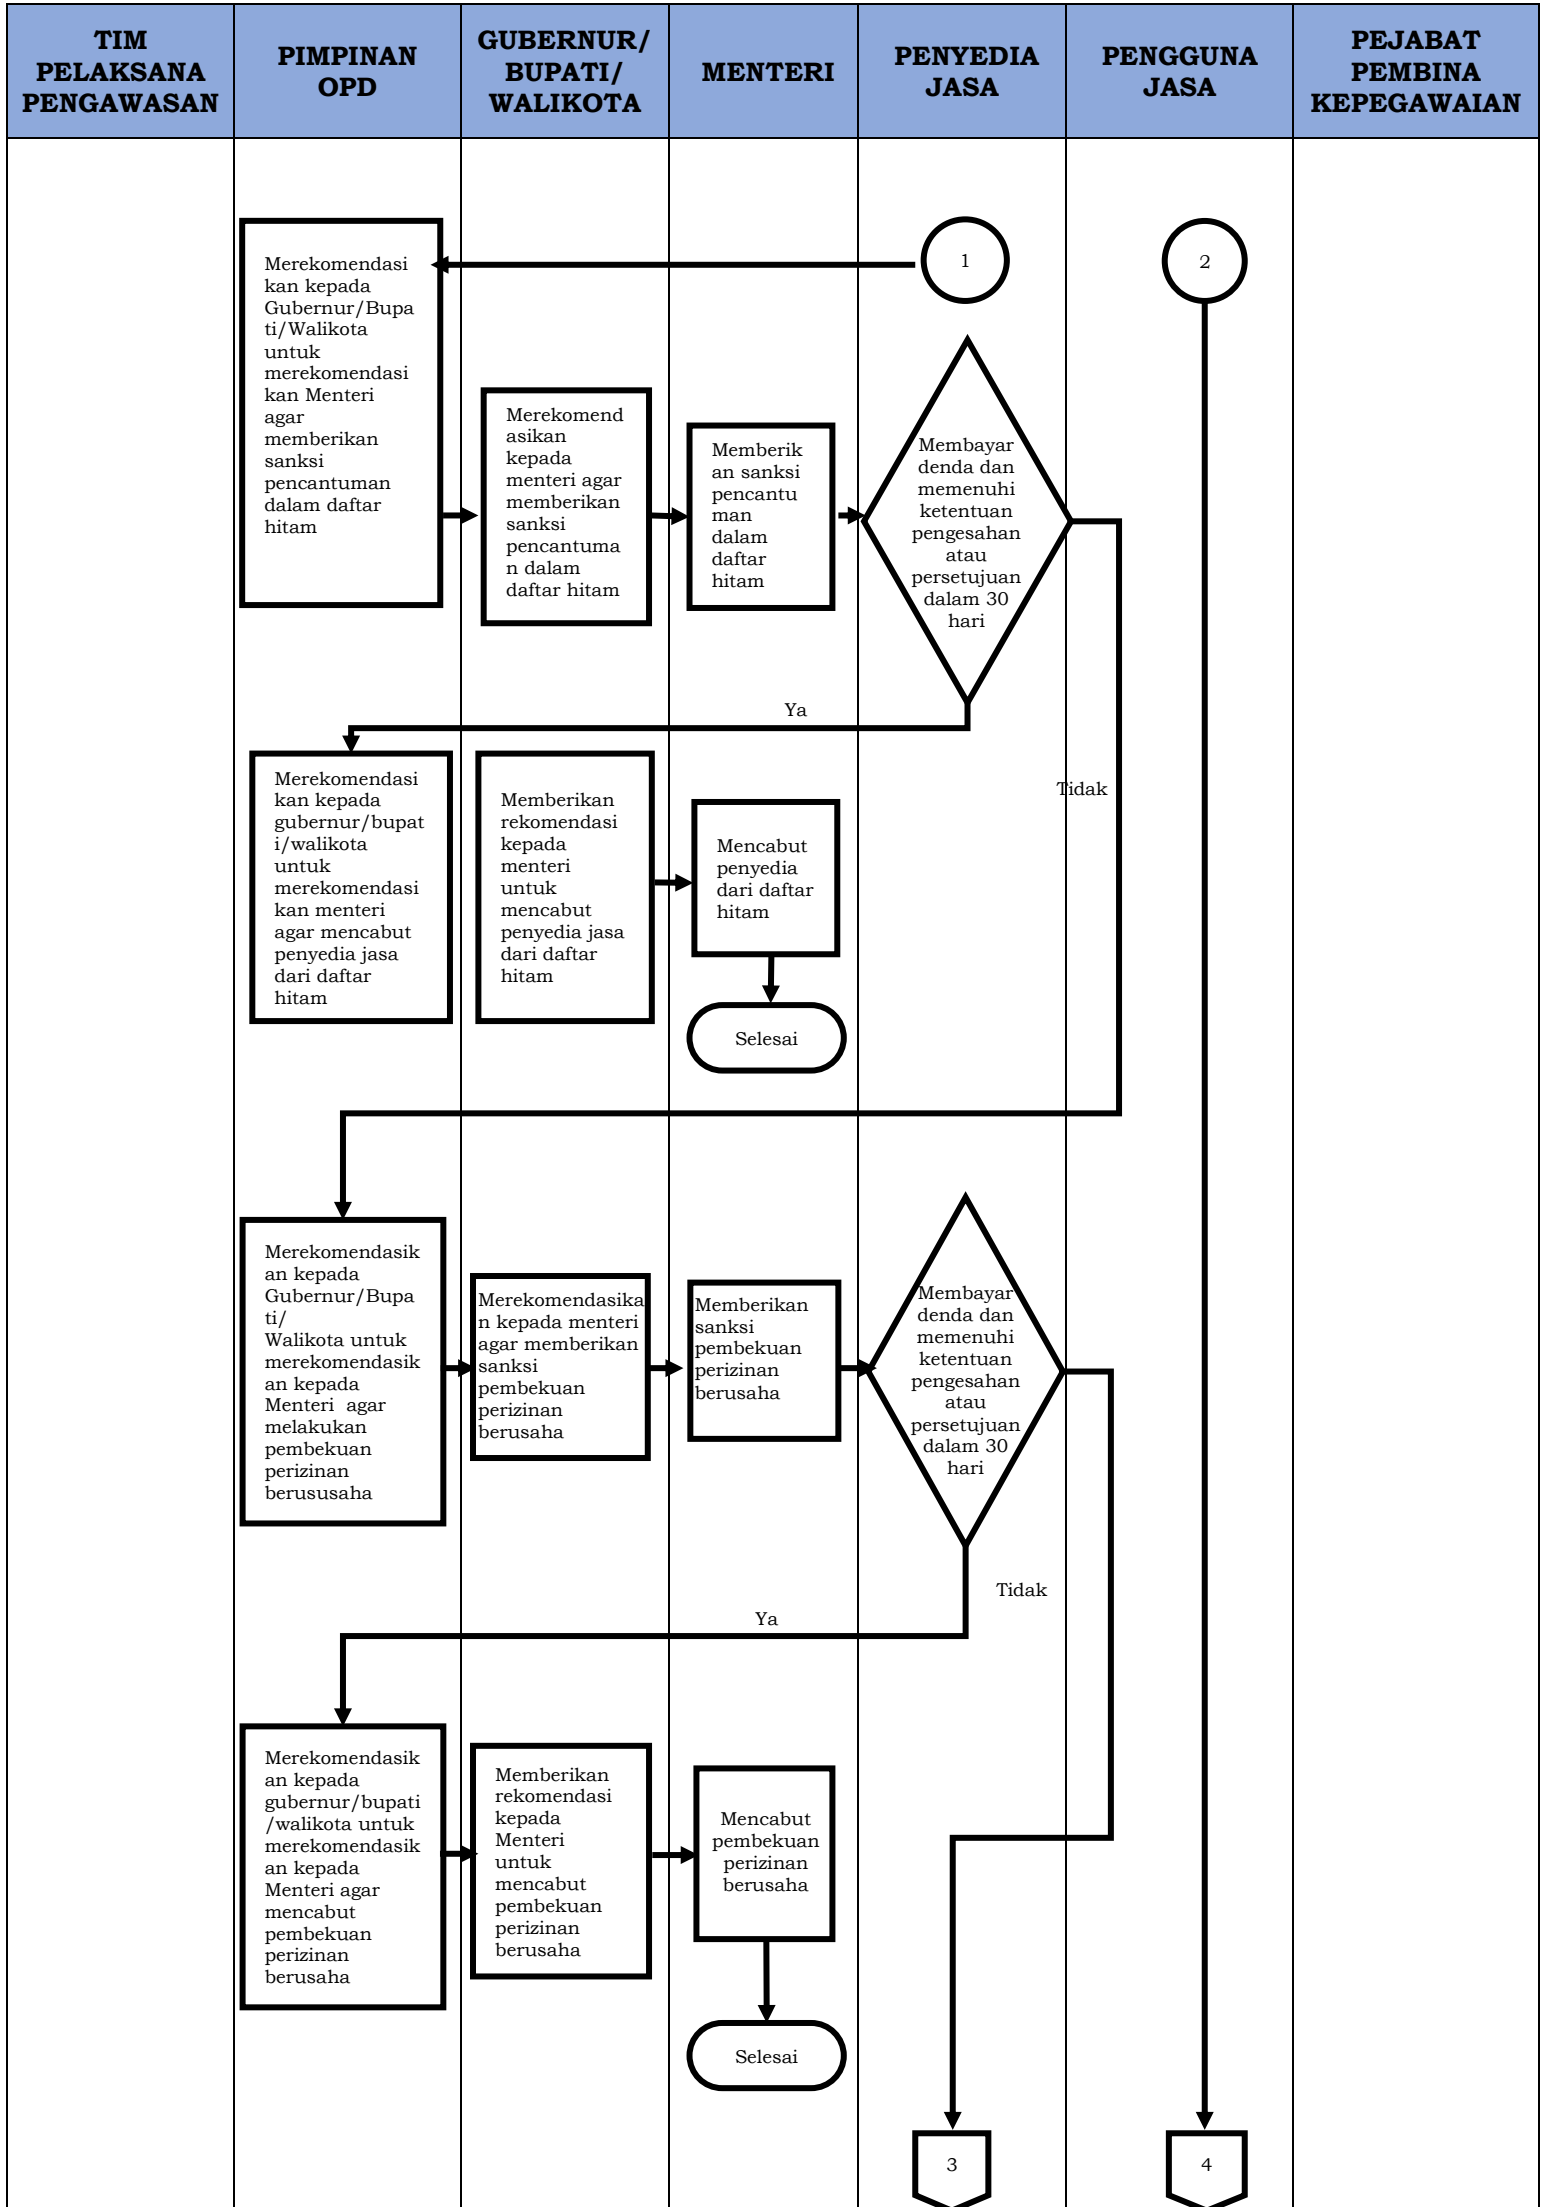 TIM
PELAKSANA
PENGAWASAN
PIMPINAN
OPD
GUBERNUR/
BUPATI/
WALIKOTA
MENTERI
PENYEDIA
JASA
PENGGUNA
JASA
PEJABAT
PEMBINA
KEPEGAWAIAN
1
2
Merekomendasi
kan kepada
Gubernur/Bupa
ti/Walikota
untuk
merekomendasi
kan Menteri
agar
memberikan
sanksi
pencantuman
dalam daftar
hitam
Merekomend
asikan
kepada
menteri agar
memberikan
sanksi
pencantuma
n dalam
daftar hitam
Memberik
an sanksi
pencantu
man
dalam
daftar
hitam
Membayar
denda dan
memenuhi
ketentuan
pengesahan
atau
persetujuan
dalam 30
hari
Ya
Tidak
Merekomendasi
kan kepada
gubernur/bupat
i/walikota
untuk
merekomendasi
kan menteri
agar mencabut
penyedia jasa
dari daftar
hitam
Memberikan
rekomendasi
kepada
menteri
untuk
mencabut
penyedia jasa
dari daftar
hitam
Mencabut
penyedia
dari daftar
hitam
Selesai
Merekomendasik
an kepada
Gubernur/Bupa
ti/
Walikota untuk
merekomendasik
an kepada
Menteri  agar
melakukan
pembekuan
perizinan
berususaha
Merekomendasika
n kepada menteri
agar memberikan
sanksi
pembekuan
perizinan
berusaha
Memberikan
sanksi
pembekuan
perizinan
berusaha
Membayar
denda dan
memenuhi
ketentuan
pengesahan
atau
persetujuan
dalam 30
hari
Tidak
Ya
Merekomendasik
an kepada
gubernur/bupati
/walikota untuk
merekomendasik
an kepada
Menteri agar
mencabut
pembekuan
perizinan
berusaha
Memberikan
rekomendasi
kepada
Menteri
untuk
mencabut
pembekuan
perizinan
berusaha
Mencabut
pembekuan
perizinan
berusaha
Selesai
3
4